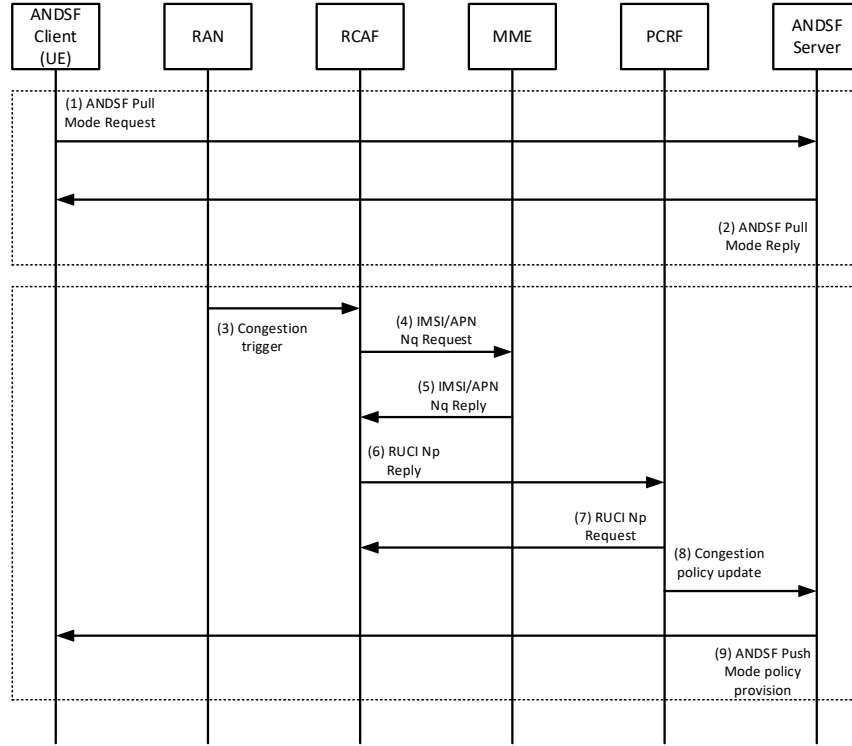 ANDSF
Client
(UE)
RAN
RCAF
MME
PCRF
ANDSF
Server
(1) ANDSF Pull
Mode Request
(2) ANDSF Pull
Mode Reply
(3) Congestion
trigger
(4) IMSI/APN
Nq Request
(5) IMSI/APN
Nq Reply
(6) RUCI Np
Reply
(7) RUCI Np
Request
(8) Congestion
policy update
(9) ANDSF Push
Mode policy
provision